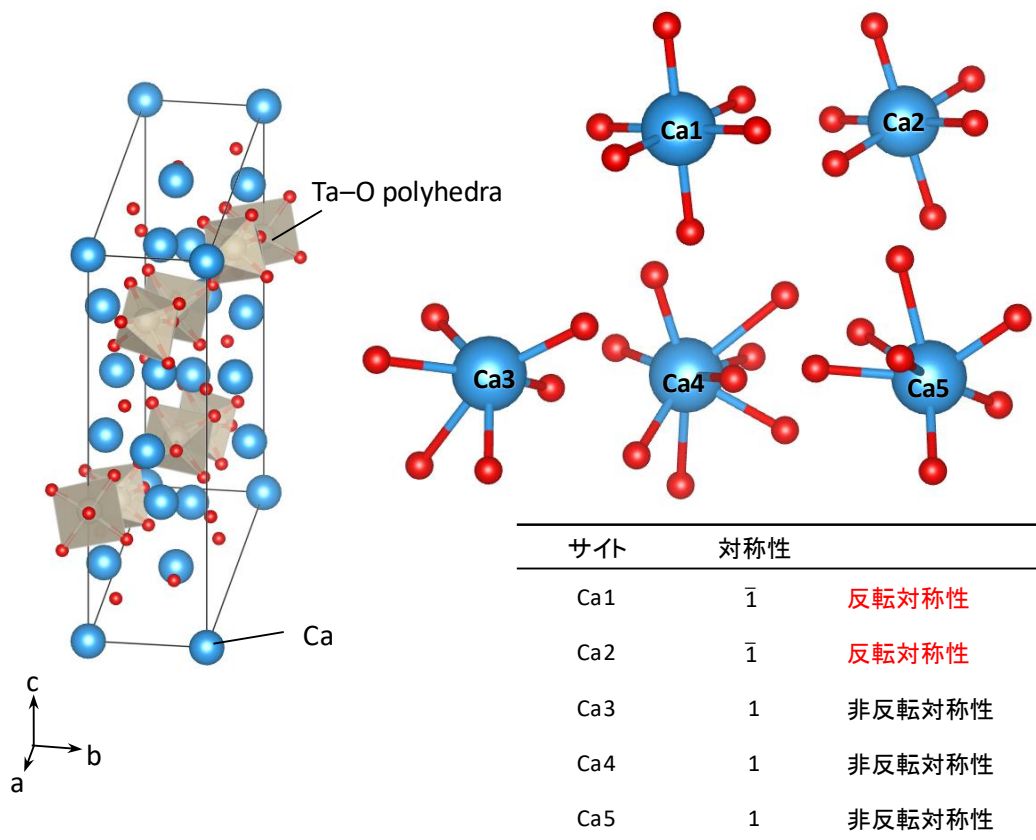 Ta–O polyhedra
Ca
c
b
a
Ca1
Ca2
Ca3
Ca4
Ca5
サイト 対称性
Ca1 1̅ 反転対称性
Ca2 1̅ 反転対称性
Ca3 1 非反転対称性
Ca4 1 非反転対称性
Ca5 1 非反転対称性